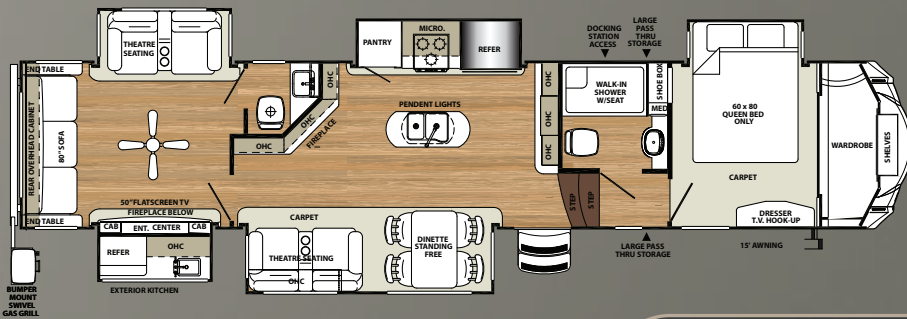 THEATRE
SEATING
END TABLE
REAR OVERHEAD CABINET
80" SOFA
END TABLE
50" FLATSCREEN TV
FIREPLACE BELOW
CAB
ENT. CENTER
CAB
REFER
OHC
EXTERIOR KITCHEN
BUMPER
MOUNT
SWIVEL
GAS GRILL
OHC
OHC
OHC
FIREPLACE
PANTRY
MICRO.
REFER
PENDENT LIGHTS
CARPET
THEATRE SEATING
OHC
DINETTE
STANDING
FREE
OHC
OHC
OHC
DOCKING
STATION
ACCESS
LARGE
PASS
THRU
STORAGE
WALK-IN
SHOWER
W/SEAT
SHOE BOX
MED
STEP
STEP
LARGE PASS
THRU STORAGE
60 x 80
QUEEN BED
ONLY
CARPET
DRESSER
T.V. HOOK-UP
15' AWNING
WARDROBE
SHELVES